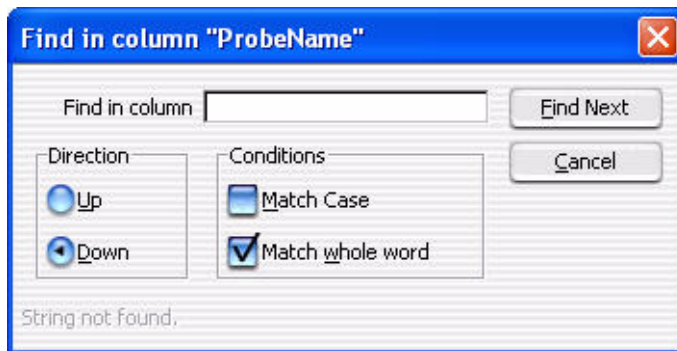 Find in column "ProbeName"
Find in column
Find Next
Direction
Conditions
Cancel
Up
Match Case
Down
Match whole word
String not found.